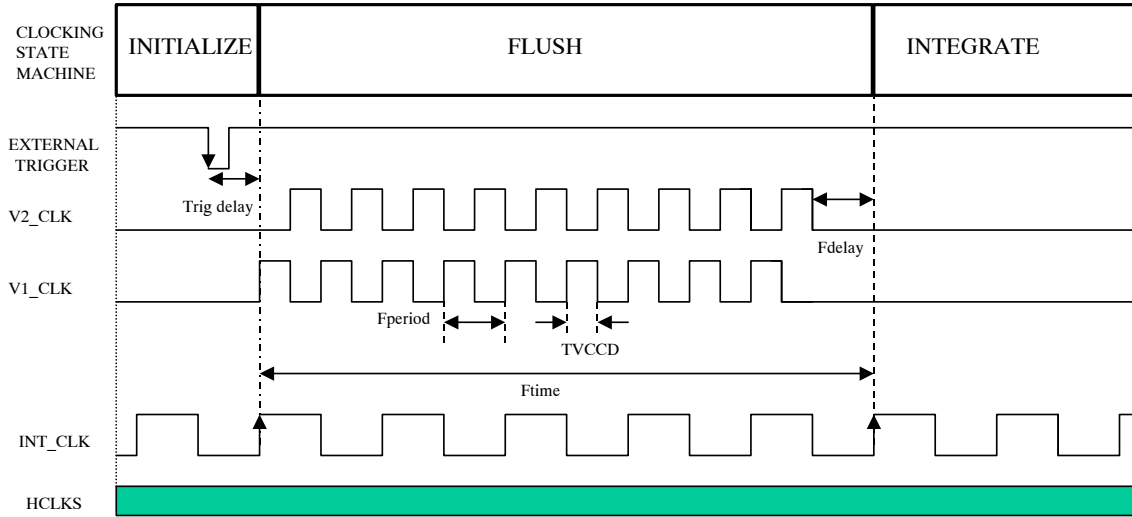 CLOCKING
STATE
MACHINE
INITIALIZE
FLUSH
INTEGRATE
EXTERNAL
TRIGGER
Trig delay
V2_CLK
Fdelay
V1_CLK
Fperiod
TVCCD
Ftime
INT_CLK
HCLKS